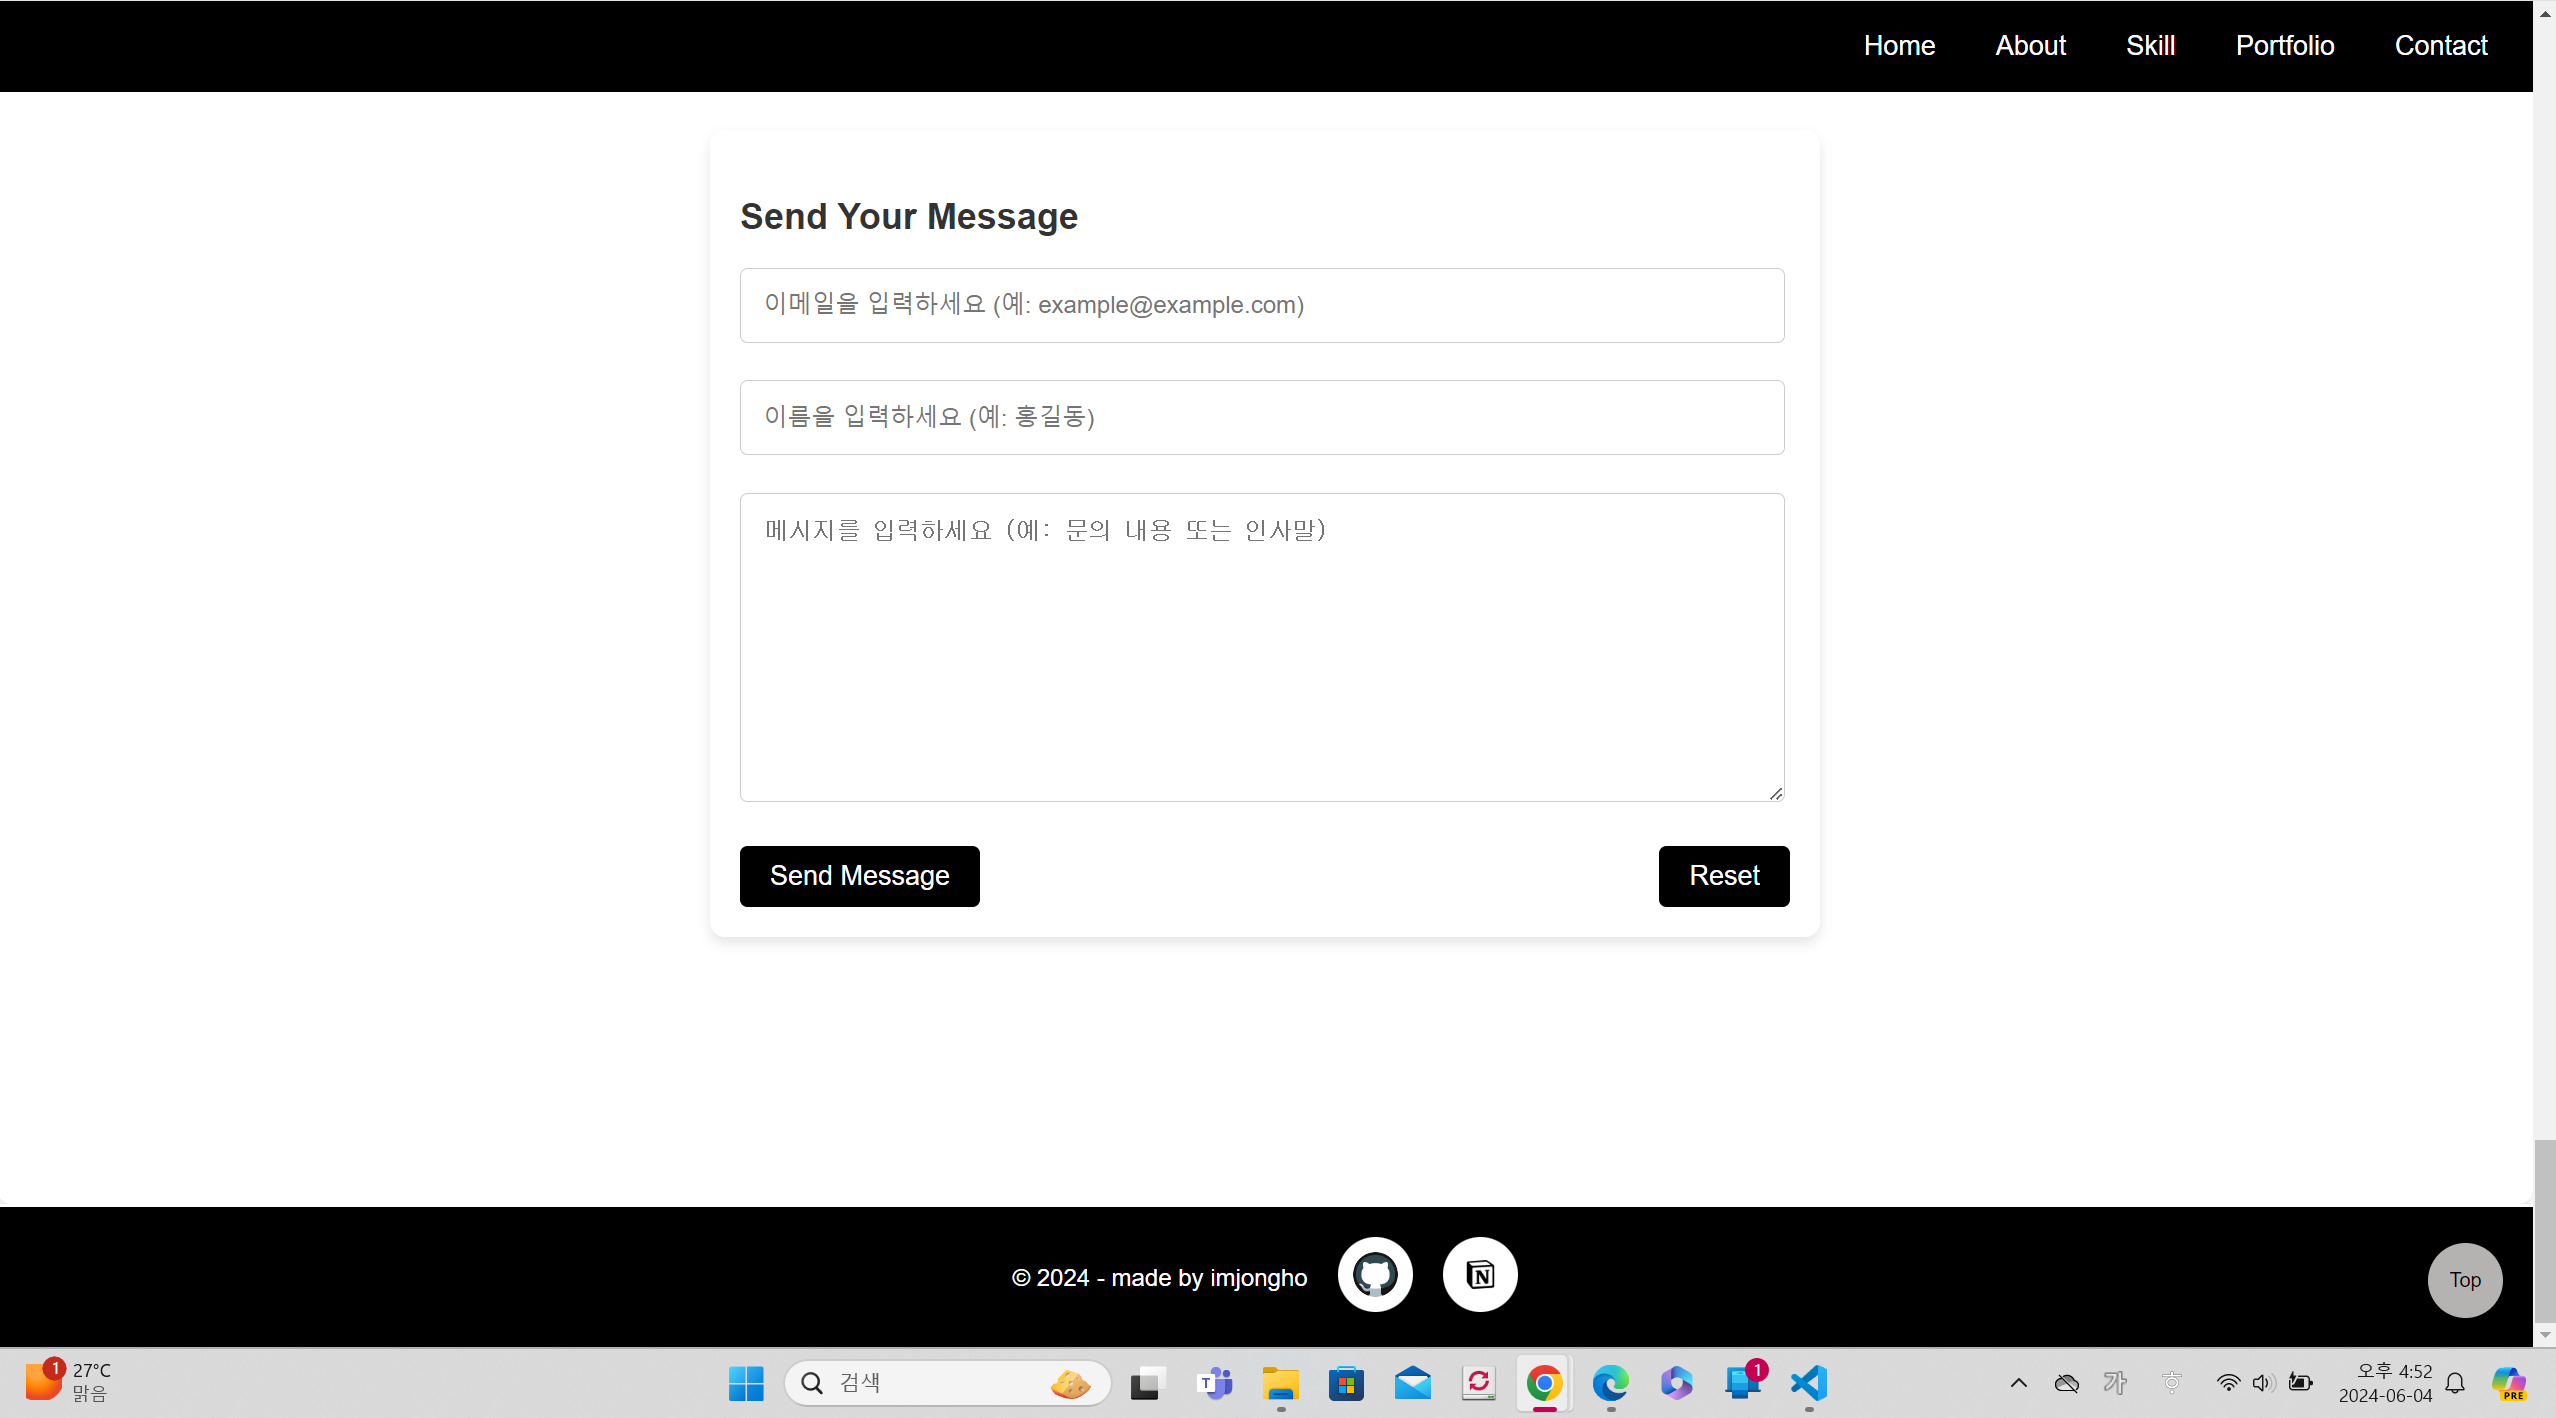 Home About Skill Portfolio Contact
Send Your Message
이메일을 입력하세요 (예: example@example.com)
이름을 입력하세요 (예: 홍길동)
메시지를 입력하세요 (예: 문의 내용 또는 인사말)
Send Message Reset
© 2024 - made by imjongho
N
Top
1
27°C
맑음
검색
T
1
가
오후 4:52
2024-06-04
PRE